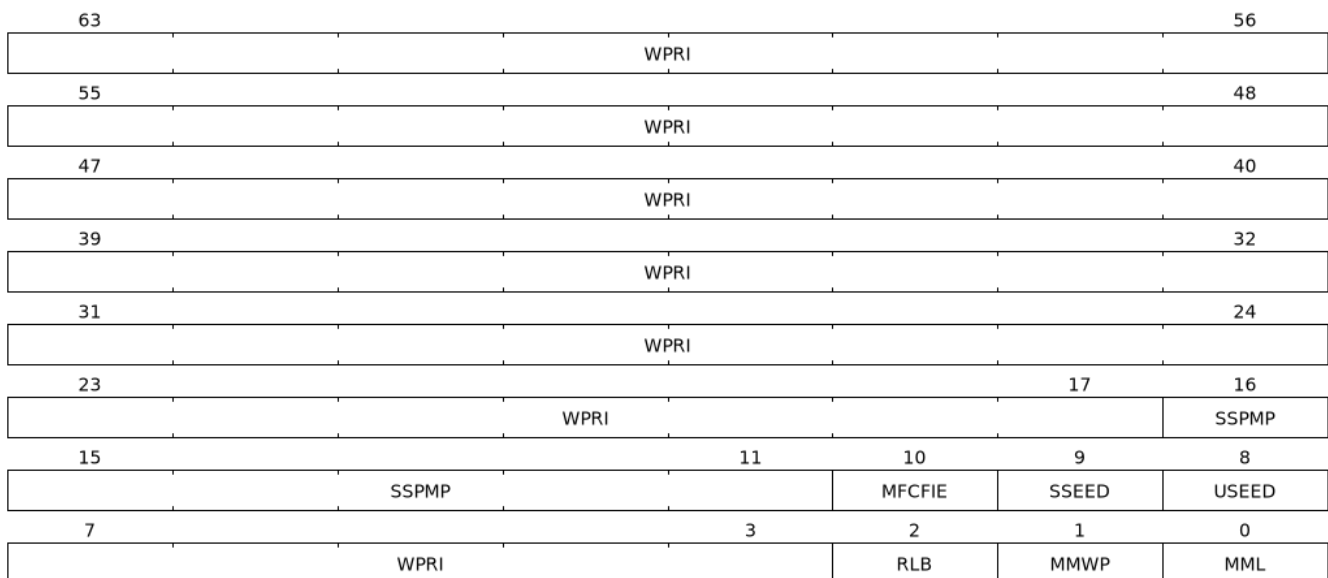 63 56
WPRI
55 48
WPRI
47 40
WPRI
39 32
WPRI
31 24
WPRI
23 17 16
WPRI SSPMP
15 11 10 9 8
SSPMP MFCFIE SSEED USEED
7 3 2 1 0
WPRI RLB MMWP MML